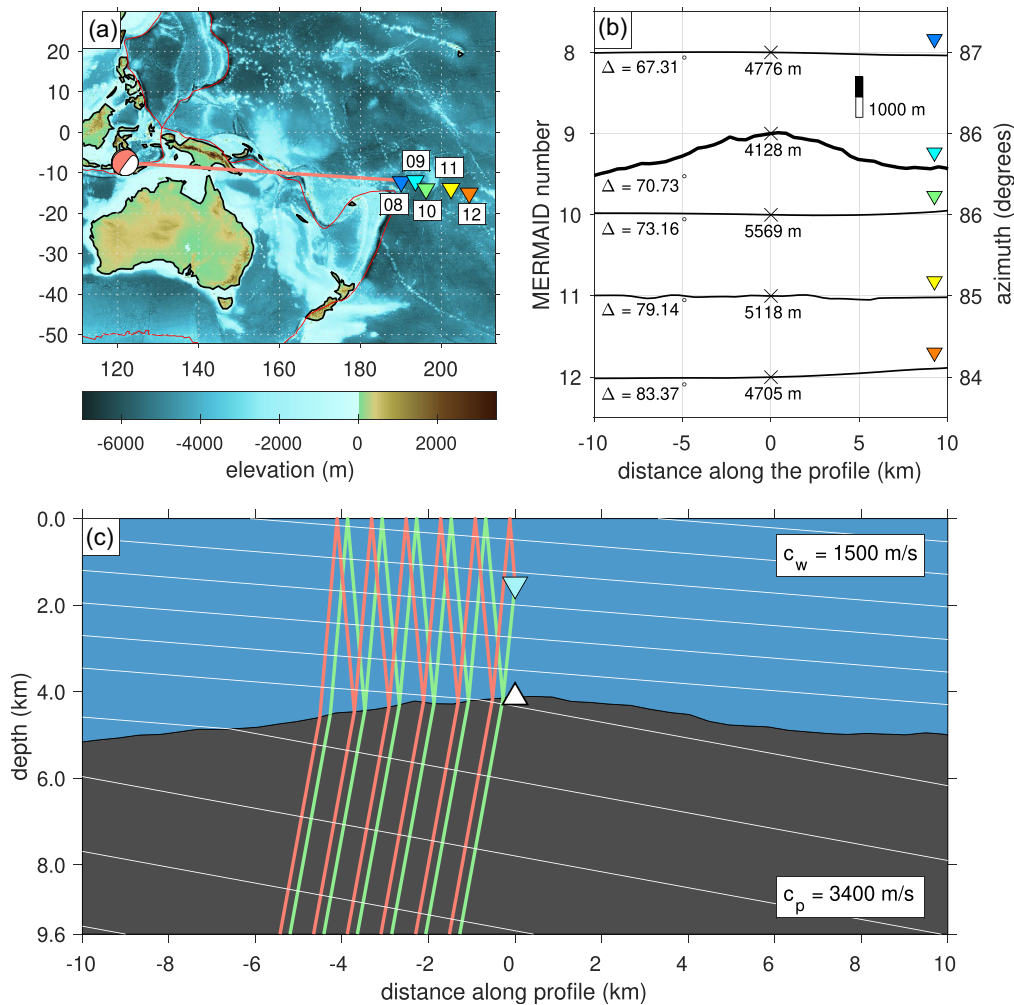 (a)
20
10
0
-10
-20
-30
-40
-50
09
11
08
10
12
120
140
160
180
200
-6000
-4000
-2000
0
2000
elevation (m)
(b)
8
9
10
11
12
MERMAID number
Δ = 67.31°
4776 m
1000 m
Δ = 70.73°
4128 m
Δ = 73.16°
5569 m
Δ = 79.14°
5118 m
Δ = 83.37°
4705 m
87
86
86
85
84
azimuth (degrees)
-10
-5
0
5
10
distance along the profile (km)
(c)
0.0
2.0
4.0
6.0
8.0
9.6
depth (km)
c_w = 1500 m/s
c_p = 3400 m/s
-10
-8
-6
-4
-2
0
2
4
6
8
10
distance along profile (km)